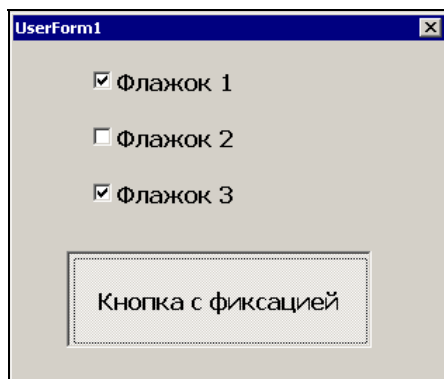 UserForm1
Флажок 1
Флажок 2
Флажок 3
Кнопка с фиксацией